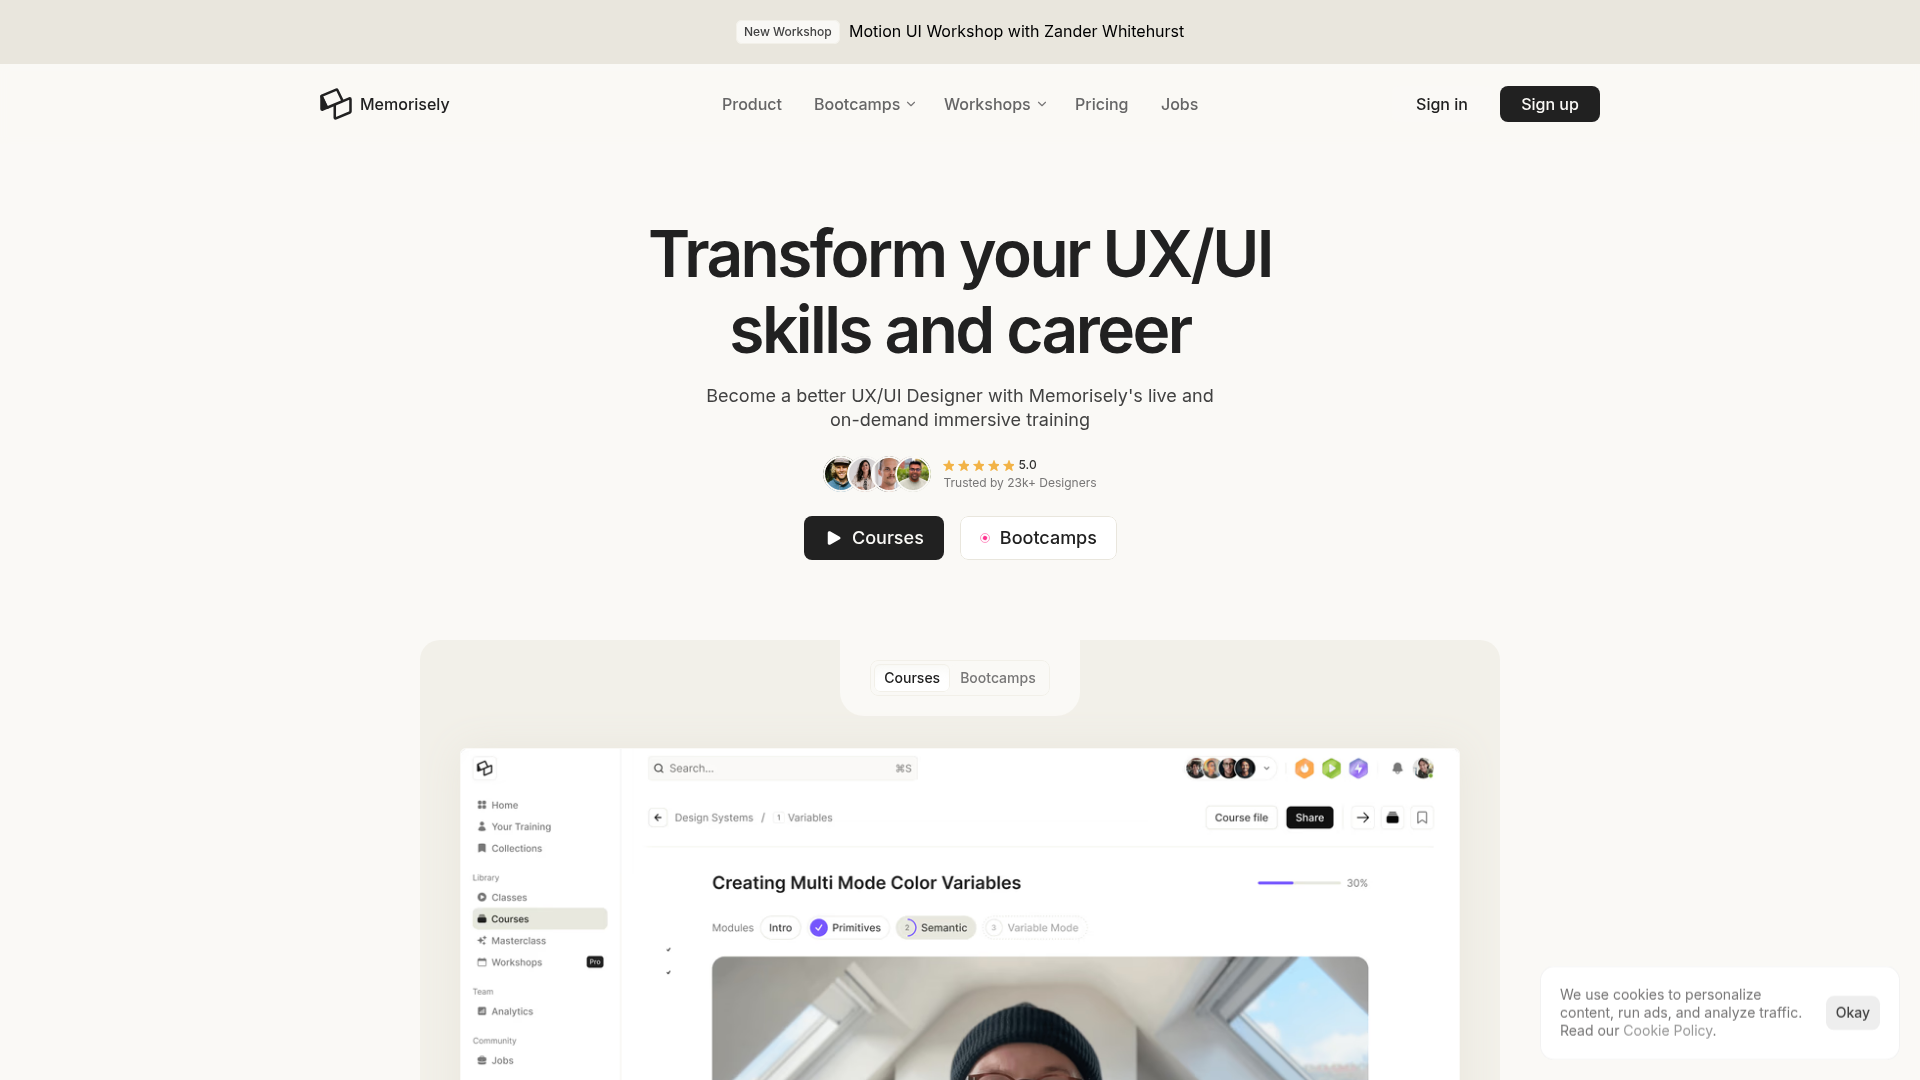 New Workshop Motion UI Workshop with Zander Whitehurst
Memorisely
Product Bootcamps Workshops Pricing Jobs
Sign in Sign up
Transform your UX/UI
skills and career
Become a better UX/UI Designer with Memorisely's live and
on-demand immersive training
5.0
Trusted by 23k+ Designers
Courses Bootcamps
Courses Bootcamps
Search... ⌘S
Home
Your Training
Collections
Library
Classes
Courses
Masterclass
Workshops Pro
Team
Analytics
Community
Jobs
Design Systems / 1 Variables
Course file Share
Creating Multi Mode Color Variables
30%
Modules Intro Primitives 2 Semantic 3 Variable Mode
We use cookies to personalize
content, run ads, and analyze traffic.
Read our Cookie Policy.
Okay